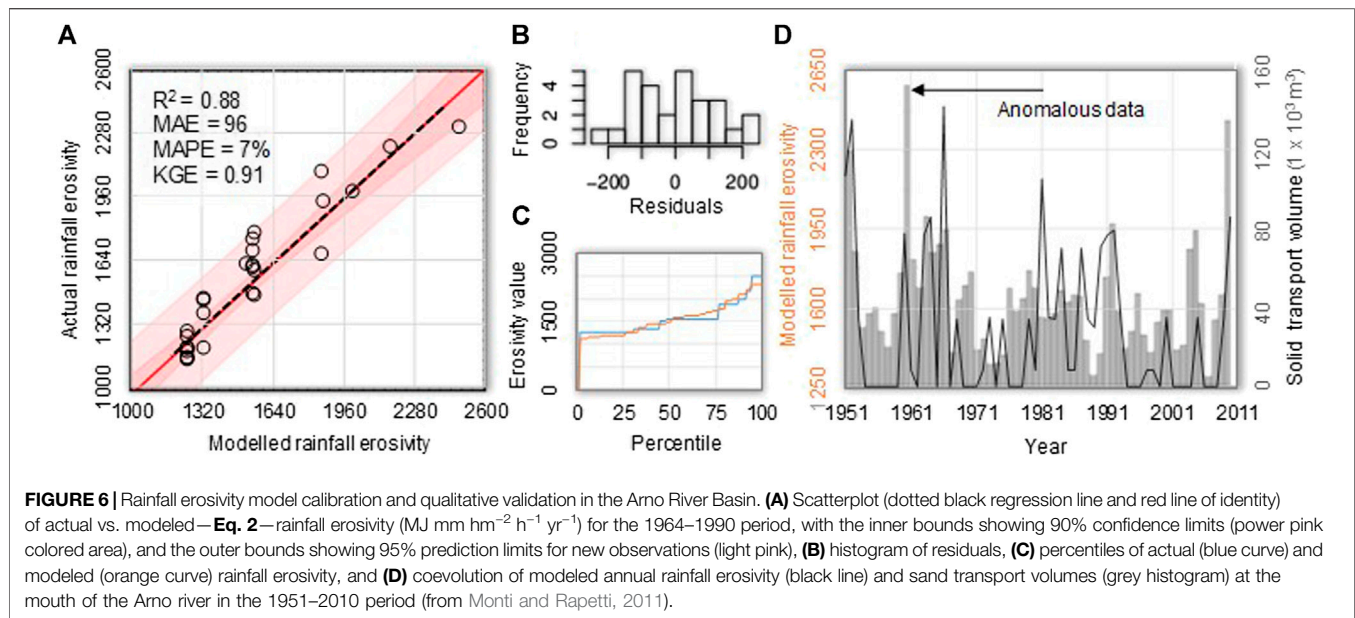 A
Actual rainfall erosivity
2600
2280
1960
1640
1320
1000
R² = 0.88
MAE = 96
MAPE = 7%
KGE = 0.91
1000 1320 1640 1960 2280 2600
Modelled rainfall erosivity
B
Frequency
4
2
0
-200 0 200
Residuals
C
Erosivity value
3000
1500
0
0 25 50 75 100
Percentile
D
Modelled rainfall erosivity
2650
2300
1950
1600
1250
Anomalous data
160
120
80
40
0
Solid transport volume (1 x 10³ m³)
1951 1961 1971 1981 1991 2001 2011
Year
FIGURE 6 | Rainfall erosivity model calibration and qualitative validation in the Arno River Basin. (A) Scatterplot (dotted black regression line and red line of identity)
of actual vs. modeled—Eq. 2—rainfall erosivity (MJ mm hm⁻² h⁻¹ yr⁻¹) for the 1964–1990 period, with the inner bounds showing 90% confidence limits (power pink
colored area), and the outer bounds showing 95% prediction limits for new observations (light pink), (B) histogram of residuals, (C) percentiles of actual (blue curve) and
modeled (orange curve) rainfall erosivity, and (D) coevolution of modeled annual rainfall erosivity (black line) and sand transport volumes (grey histogram) at the
mouth of the Arno river in the 1951–2010 period (from Monti and Rapetti, 2011).